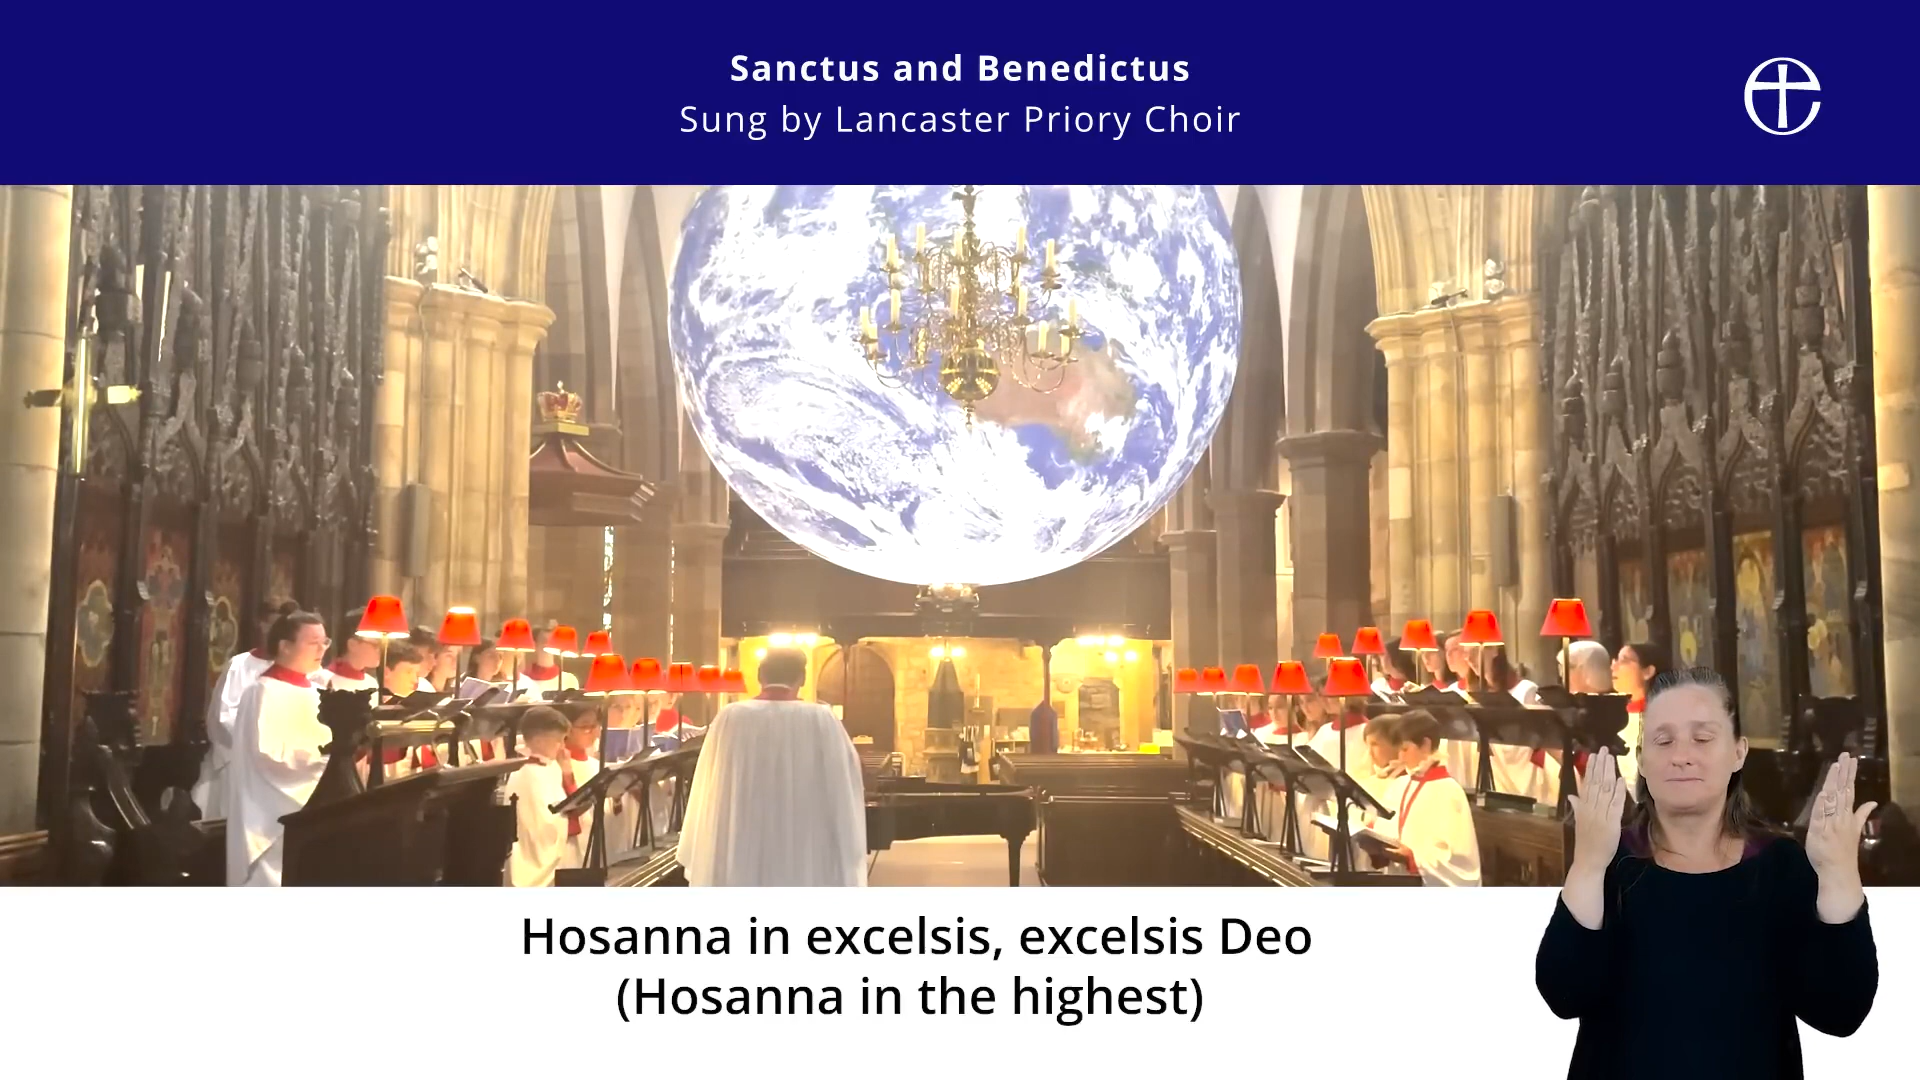 Sanctus and Benedictus
Sung by Lancaster Priory Choir
Hosanna in excelsis, excelsis Deo
(Hosanna in the highest)